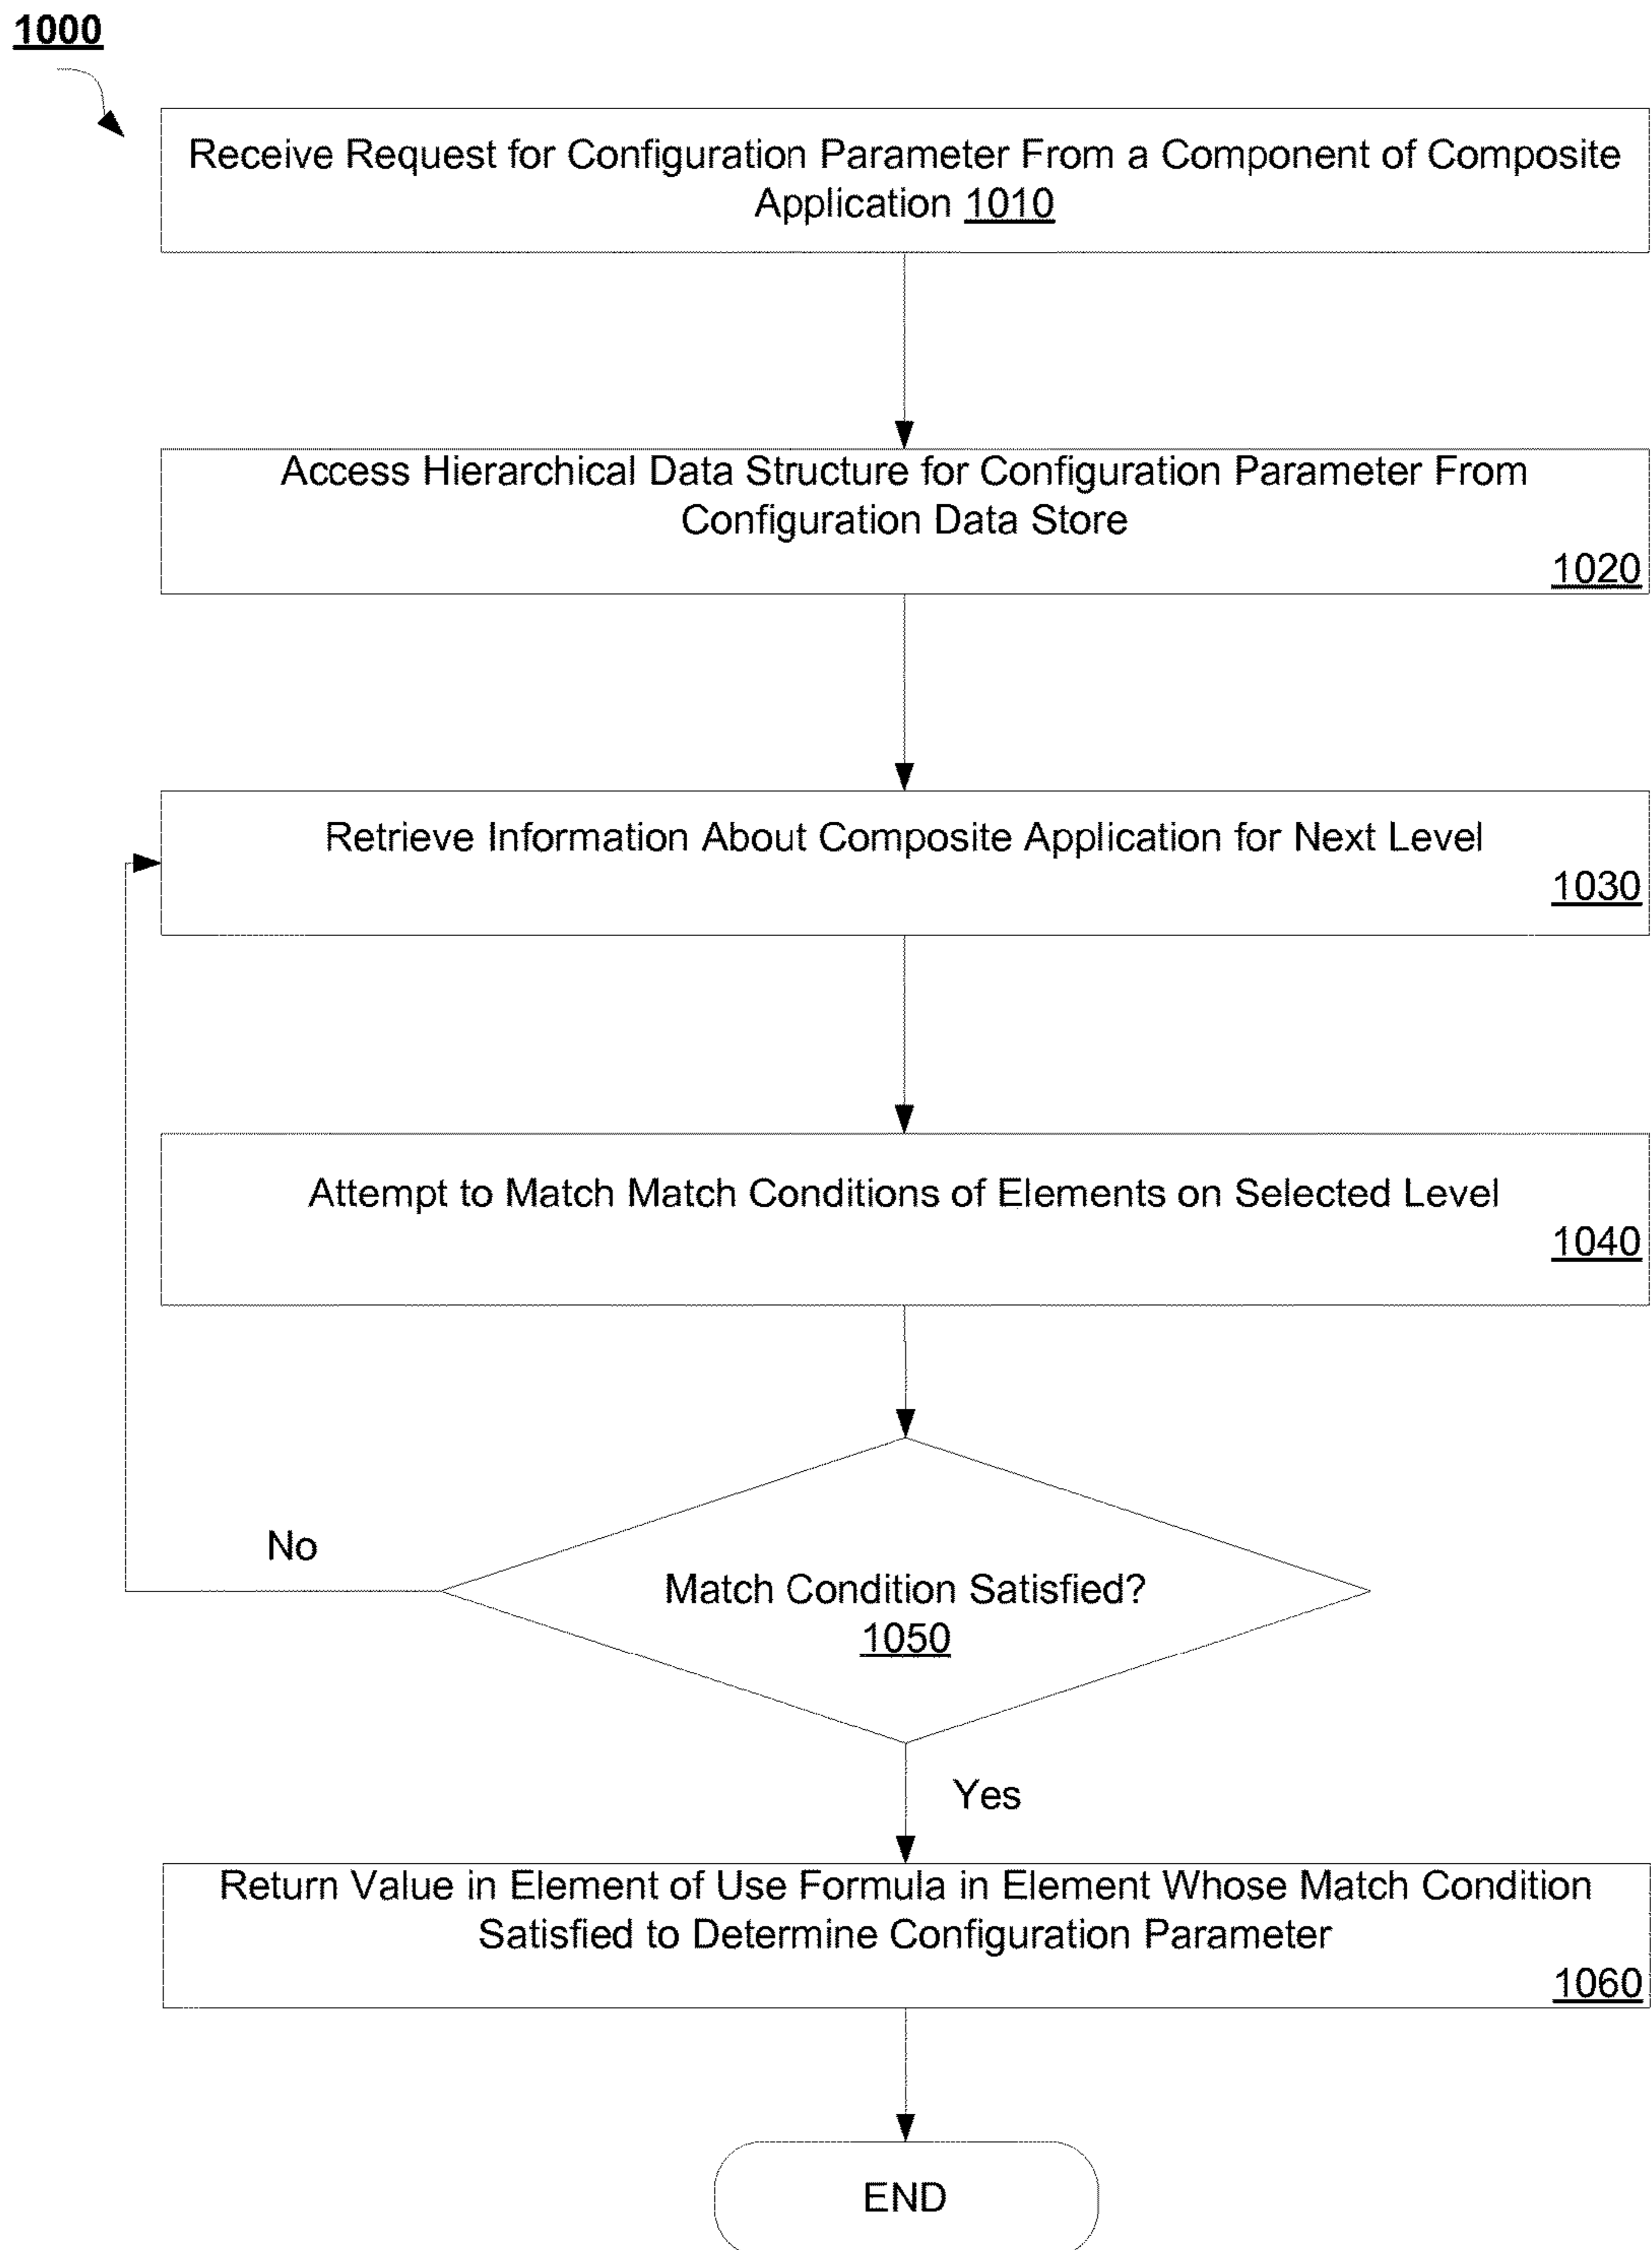 1000
Receive Request for Configuration Parameter From a Component of Composite
Application 1010
Access Hierarchical Data Structure for Configuration Parameter From
Configuration Data Store
1020
Retrieve Information About Composite Application for Next Level
1030
Attempt to Match Match Conditions of Elements on Selected Level
1040
No
Match Condition Satisfied?
1050
Yes
Return Value in Element of Use Formula in Element Whose Match Condition
Satisfied to Determine Configuration Parameter
1060
END